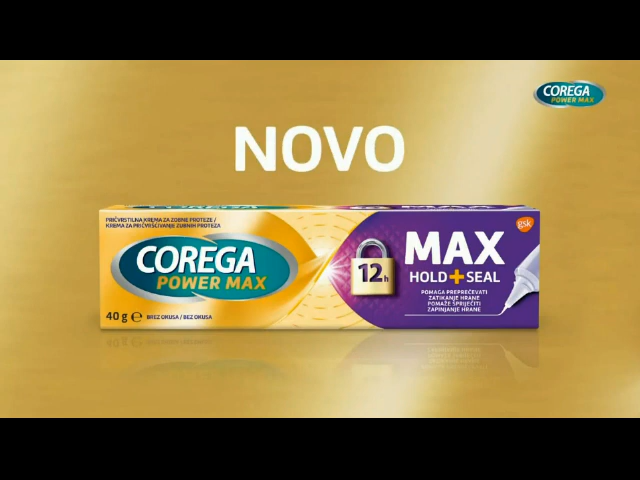 COREGA
POWER MAX
NOVO
PRIČVRSTILNA KREMA ZA ZOBNE PROTEZE /
KREMA ZA PRIČVRŠĆIVANJE ZUBNIH PROTEZA
COREGA
POWER MAX
40 g e
BREZ OKUSA / BEZ OKUSA
12h
MAX
HOLD + SEAL
POMAGA PREPREČEVATI
ZATIKANJE HRANE
POMAŽE SPRIJEČITI
ZAPINJANJE HRANE
gsk